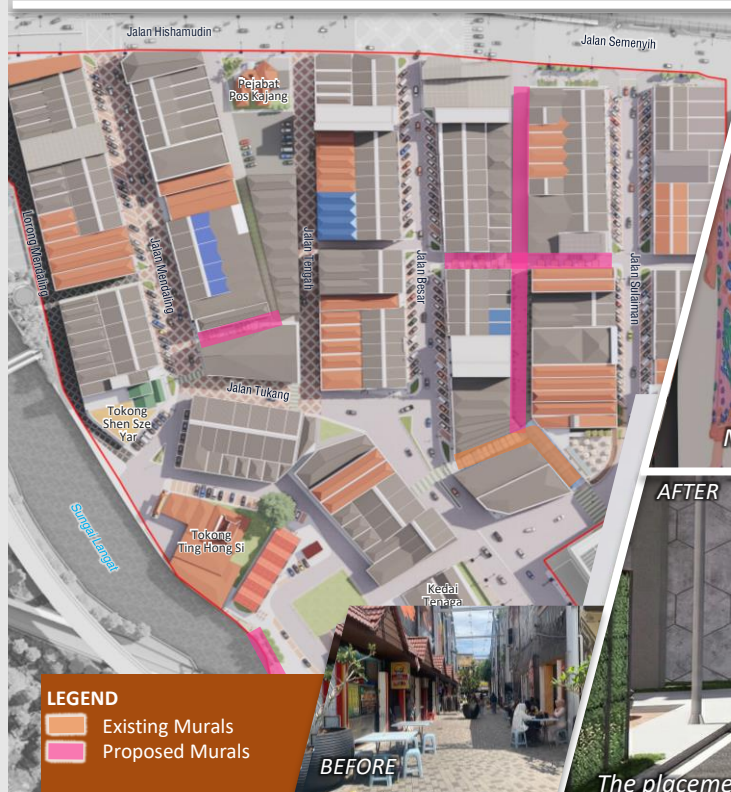 Jalan Hishamudin
Jalan Semenyih
Pejabat
Pos Kajang
Lorong Mendaling
Jalan Mendaling
Jalan Tengah
Jalan Besar
Jalan Sulaiman
Jalan Tukang
Tokong
Shen Sze
Yar
Sungai Langat
Tokong
Ting Hong Si
Kedai
Tenaga
LEGEND
Existing Murals
Proposed Murals
BEFORE
AFTER
The placeme